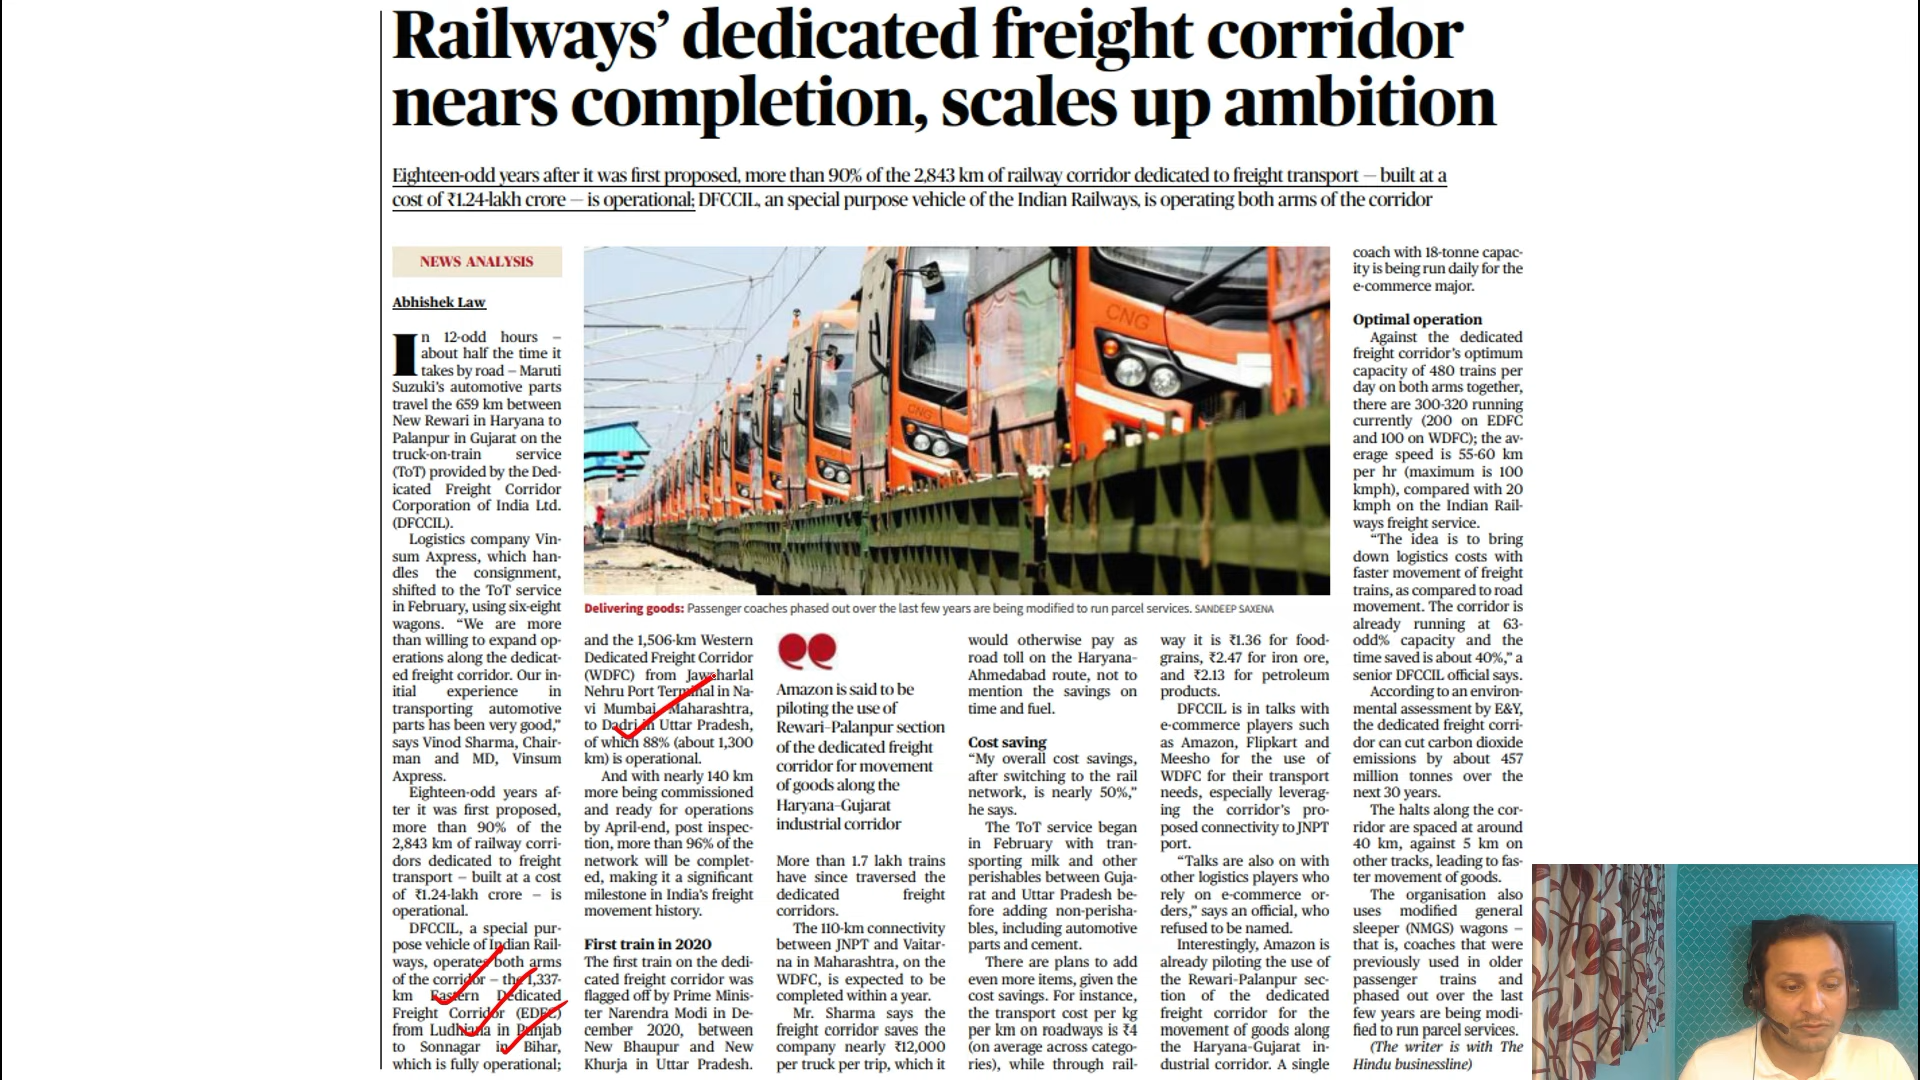 Railways’ dedicated freight corridor
nears completion, scales up ambition
Eighteen-odd years after it was first proposed, more than 90% of the 2,843 km of railway corridor dedicated to freight transport — built at a
cost of ₹1.24-lakh crore — is operational; DFCCIL, an special purpose vehicle of the Indian Railways, is operating both arms of the corridor
NEWS ANALYSIS
Abhishek Law
In 12-odd hours —
about half the time it
takes by road — Maruti
Suzuki’s automotive parts
travel the 659 km between
New Rewari in Haryana to
Palanpur in Gujarat on the
truck-on-train service
(ToT) provided by the Ded-
icated Freight Corridor
Corporation of India Ltd.
(DFCCIL).
Logistics company Vin-
sum Axpress, which han-
dles the consignment,
shifted to the ToT service
in February, using six-eight
wagons. “We are more
than willing to expand op-
erations along the dedicat-
ed freight corridor. Our in-
itial experience in
transporting automotive
parts has been very good,”
says Vinod Sharma, Chair-
man and MD, Vinsum
Axpress.
Eighteen-odd years af-
ter it was first proposed,
more than 90% of the
2,843 km of railway corri-
dors dedicated to freight
transport — built at a cost
of ₹1.24-lakh crore — is
operational.
DFCCIL, a special pur-
pose vehicle of Indian Rail-
ways, operates both arms
of the corridor — the 1,337-
km Eastern Dedicated
Freight Corridor (EDFC)
from Ludhiana in Punjab
to Sonnagar in Bihar,
which is fully operational;
CNG
CNG
Delivering goods: Passenger coaches phased out over the last few years are being modified to run parcel services. SANDEEP SAXENA
and the 1,506-km Western
Dedicated Freight Corridor
(WDFC) from Jawaharlal
Nehru Port Terminal in Na-
vi Mumbai, Maharashtra,
to Dadri in Uttar Pradesh,
of which 88% (about 1,300
km) is operational.
And with nearly 140 km
more being commissioned
and ready for operations
by April-end, post inspec-
tion, more than 96% of the
network will be complet-
ed, making it a significant
milestone in India’s freight
movement history.
First train in 2020
The first train on the dedi-
cated freight corridor was
flagged off by Prime Minis-
ter Narendra Modi in De-
cember 2020, between
New Bhaupur and New
Khurja in Uttar Pradesh.
Amazon is said to be
piloting the use of
Rewari–Palanpur section
of the dedicated freight
corridor for movement
of goods along the
Haryana–Gujarat
industrial corridor
More than 1.7 lakh trains
have since traversed the
dedicated freight
corridors.
The 110-km connectivity
between JNPT and Vaitar-
na in Maharashtra, on the
WDFC, is expected to be
completed within a year.
Mr. Sharma says the
freight corridor saves the
company nearly ₹12,000
per truck per trip, which it
would otherwise pay as
road toll on the Haryana-
Ahmedabad route, not to
mention the savings on
time and fuel.
Cost saving
“My overall cost savings,
after switching to the rail
network, is nearly 50%,”
he says.
The ToT service began
in February with tran-
sporting milk and other
perishables between Guja-
rat and Uttar Pradesh be-
fore adding non-perisha-
bles, including automotive
parts and cement.
There are plans to add
even more items, given the
cost savings. For instance,
the transport cost per kg
per km on roadways is ₹4
(on average across catego-
ries), while through rail-
way it is ₹1.36 for food-
grains, ₹2.47 for iron ore,
and ₹2.13 for petroleum
products.
DFCCIL is in talks with
e-commerce players such
as Amazon, Flipkart and
Meesho for the use of
WDFC for their transport
needs, especially leverag-
ing the corridor’s pro-
posed connectivity to JNPT
port.
“Talks are also on with
other logistics players who
rely on e-commerce or-
ders,” says an official, who
refused to be named.
Interestingly, Amazon is
already piloting the use of
the Rewari-Palanpur sec-
tion of the dedicated
freight corridor for the
movement of goods along
the Haryana-Gujarat in-
dustrial corridor. A single
coach with 18-tonne capac-
ity is being run daily for the
e-commerce major.
Optimal operation
Against the dedicated
freight corridor’s optimum
capacity of 480 trains per
day on both arms together,
there are 300-320 running
currently (200 on EDFC
and 100 on WDFC); the av-
erage speed is 55-60 km
per hr (maximum is 100
kmph), compared with 20
kmph on the Indian Rail-
ways freight service.
“The idea is to bring
down logistics costs with
faster movement of freight
trains, as compared to road
movement. The corridor is
already running at 63-
odd% capacity and the
time saved is about 40%,” a
senior DFCCIL official says.
According to an environ-
mental assessment by E&Y,
the dedicated freight corri-
dor can cut carbon dioxide
emissions by about 457
million tonnes over the
next 30 years.
The halts along the cor-
ridor are spaced at around
40 km, against 5 km on
other tracks, leading to fas-
ter movement of goods.
The organisation also
uses modified general
sleeper (NMGS) wagons —
that is, coaches that were
previously used in older
passenger trains and
phased out over the last
few years are being modi-
fied to run parcel services.
(The writer is with The
Hindu businessline)